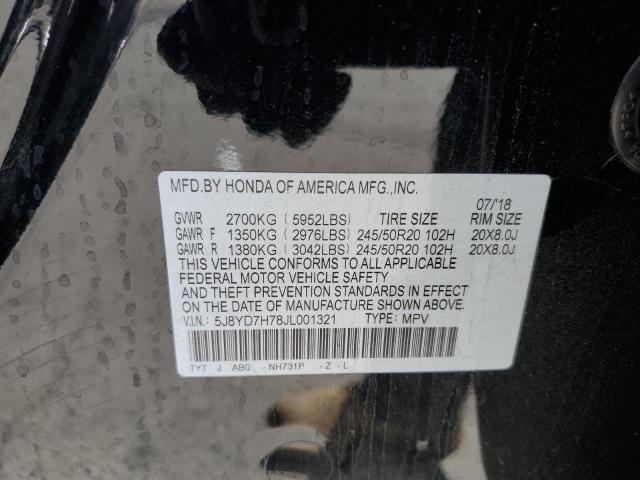 MFD.BY HONDA OF AMERICA MFG.,INC.
07/'18
GVWR 2700KG ( 5952LBS) TIRE SIZE RIM SIZE
GAWR F 1350KG ( 2976LBS) 245/50R20 102H 20X8.0J
GAWR R 1380KG ( 3042LBS) 245/50R20 102H 20X8.0J
THIS VEHICLE CONFORMS TO ALL APPLICABLE
FEDERAL MOTOR VEHICLE SAFETY
AND THEFT PREVENTION STANDARDS IN EFFECT
ON THE DATE OF MANUFACTURE SHOWN ABOVE.
V.I.N.: 5J8YD7H78JL001321 TYPE: MPV
TYT J AB0 -NH731P -Z-L